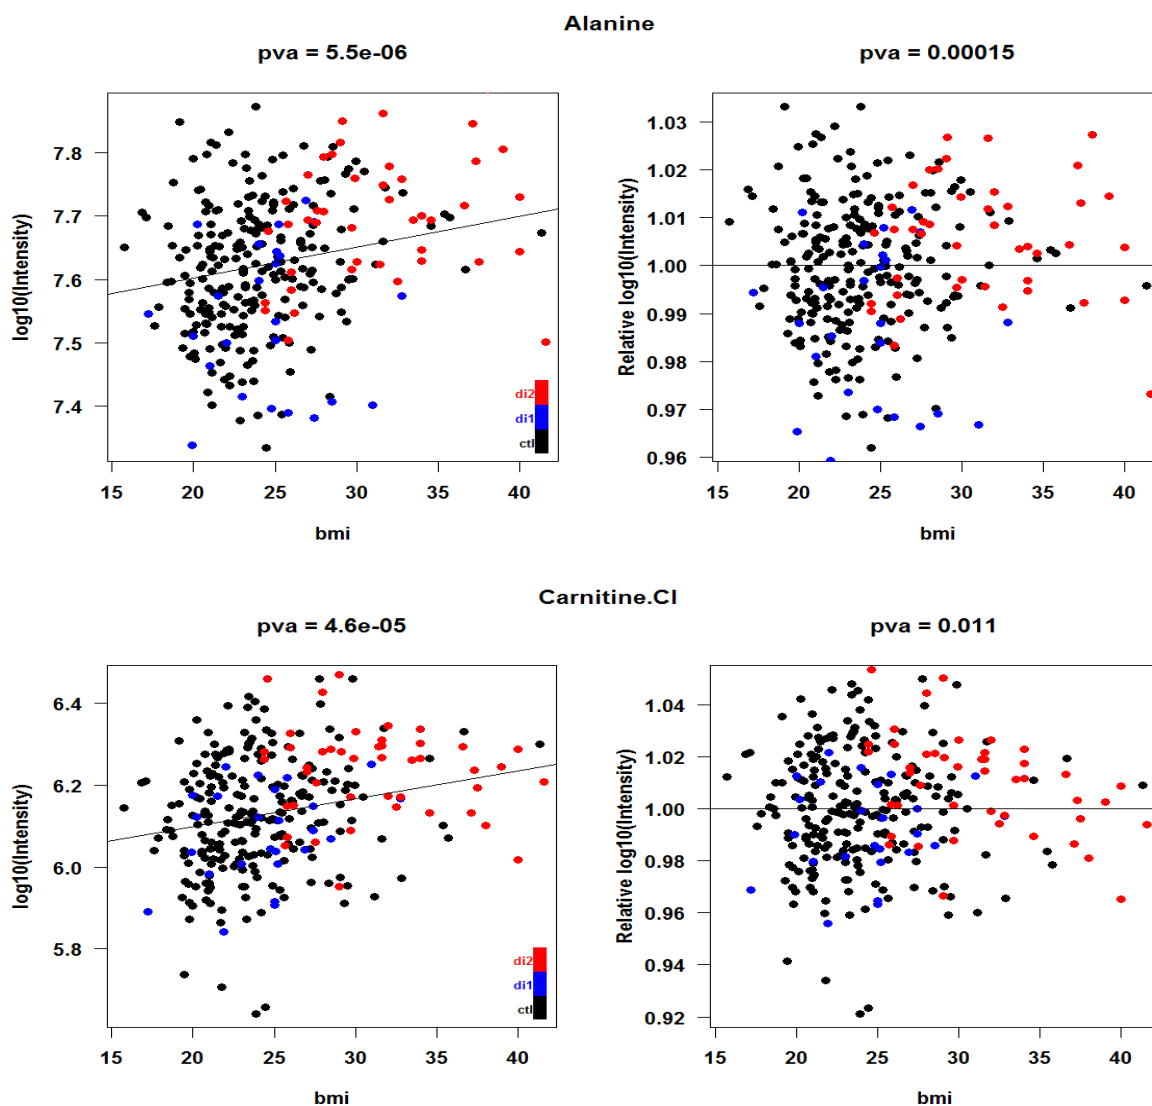 Alanine
pva = 5.5e-06
pva = 0.00015
log10(Intensity)
7.8
7.7
7.6
7.5
7.4
di2
di1
ctl
15 20 25 30 35 40
bmi
Relative log10(Intensity)
1.03
1.02
1.01
1.00
0.99
0.98
0.97
0.96
15 20 25 30 35 40
bmi
Carnitine.CI
pva = 4.6e-05
pva = 0.011
log10(Intensity)
6.4
6.2
6.0
5.8
di2
di1
ctl
15 20 25 30 35 40
bmi
Relative log10(Intensity)
1.04
1.02
1.00
0.98
0.96
0.94
0.92
15 20 25 30 35 40
bmi